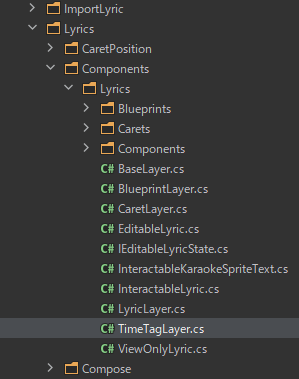 ImportLyric
Lyrics
CaretPosition
Components
Lyrics
Blueprints
Carets
Components
C# BaseLayer.cs
C# BlueprintLayer.cs
C# CaretLayer.cs
C# EditableLyric.cs
C# IEditableLyricState.cs
C# InteractableKaraokeSpriteText.cs
C# InteractableLyric.cs
C# LyricLayer.cs
C# TimeTagLayer.cs
C# ViewOnlyLyric.cs
Compose